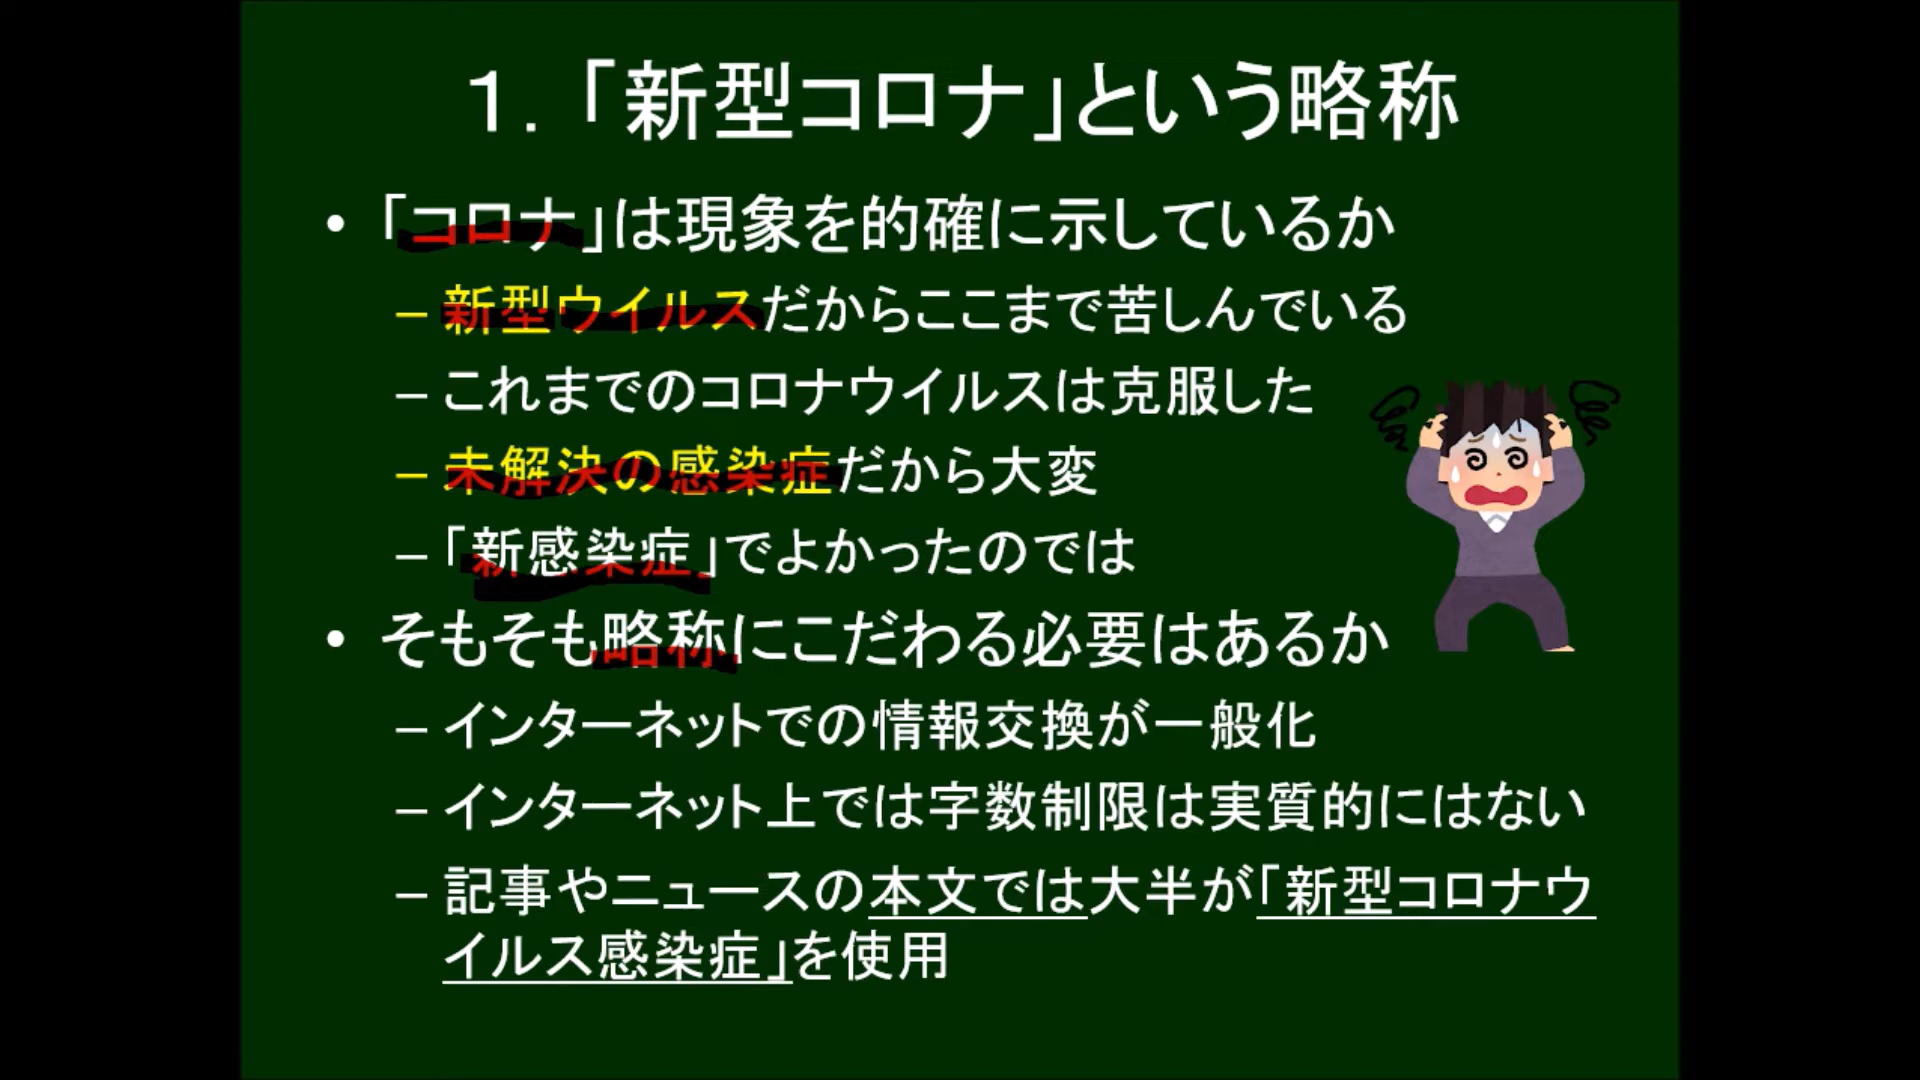 １．「新型コロナ」という略称
• 「コロナ」は現象を的確に示しているか
– 新型ウイルスだからここまで苦しんでいる
– これまでのコロナウイルスは克服した
– 未解決の感染症だから大変
– 「新感染症」でよかったのでは
• そもそも略称にこだわる必要はあるか
– インターネットでの情報交換が一般化
– インターネット上では字数制限は実質的にはない
– 記事やニュースの本文では大半が「新型コロナウ
イルス感染症」を使用